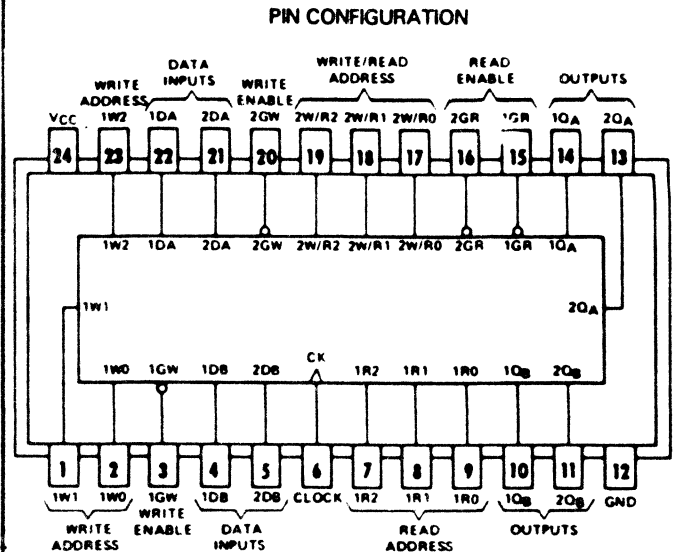 PIN CONFIGURATION
DATA INPUTS
WRITE/READ ADDRESS
READ ENABLE
OUTPUTS
WRITE ADDRESS
WRITE ENABLE
VCC 1W2 1DA 2DA 2GW 2W/R2 2W/R1 2W/R0 2GR 1GR 1QA 2QA
24 23 22 21 20 19 18 17 16 15 14 13
1W2 1DA 2DA 2GW 2W/R2 2W/R1 2W/R0 2GR 1GR 1QA
1W1 2QA
CK
1W0 1GW 1DB 2DB 1R2 1R1 1R0 1QB 2QB
1 2 3 4 5 6 7 8 9 10 11 12
1W1 1W0 1GW 1DB 2DB CLOCK 1R2 1R1 1R0 1QB 2QB GND
WRITE ADDRESS
WRITE ENABLE
DATA INPUTS
READ ADDRESS
OUTPUTS